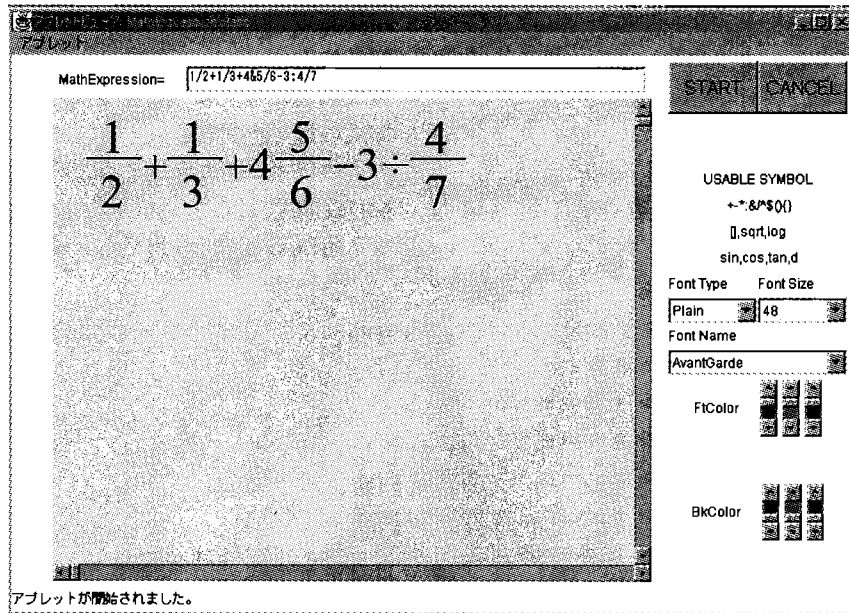 アプレット
MathExpression= 1/2+1/3+4&5/6-3:4/7
START CANCEL
1/2+1/3+4 5/6-3÷4/7
USABLE SYMBOL
+-*:&/^$(){}
[],sqrt,log
sin,cos,tan,d
Font Type Font Size
Plain 48
Font Name
AvantGarde
FtColor
BkColor
アプレットが開始されました。